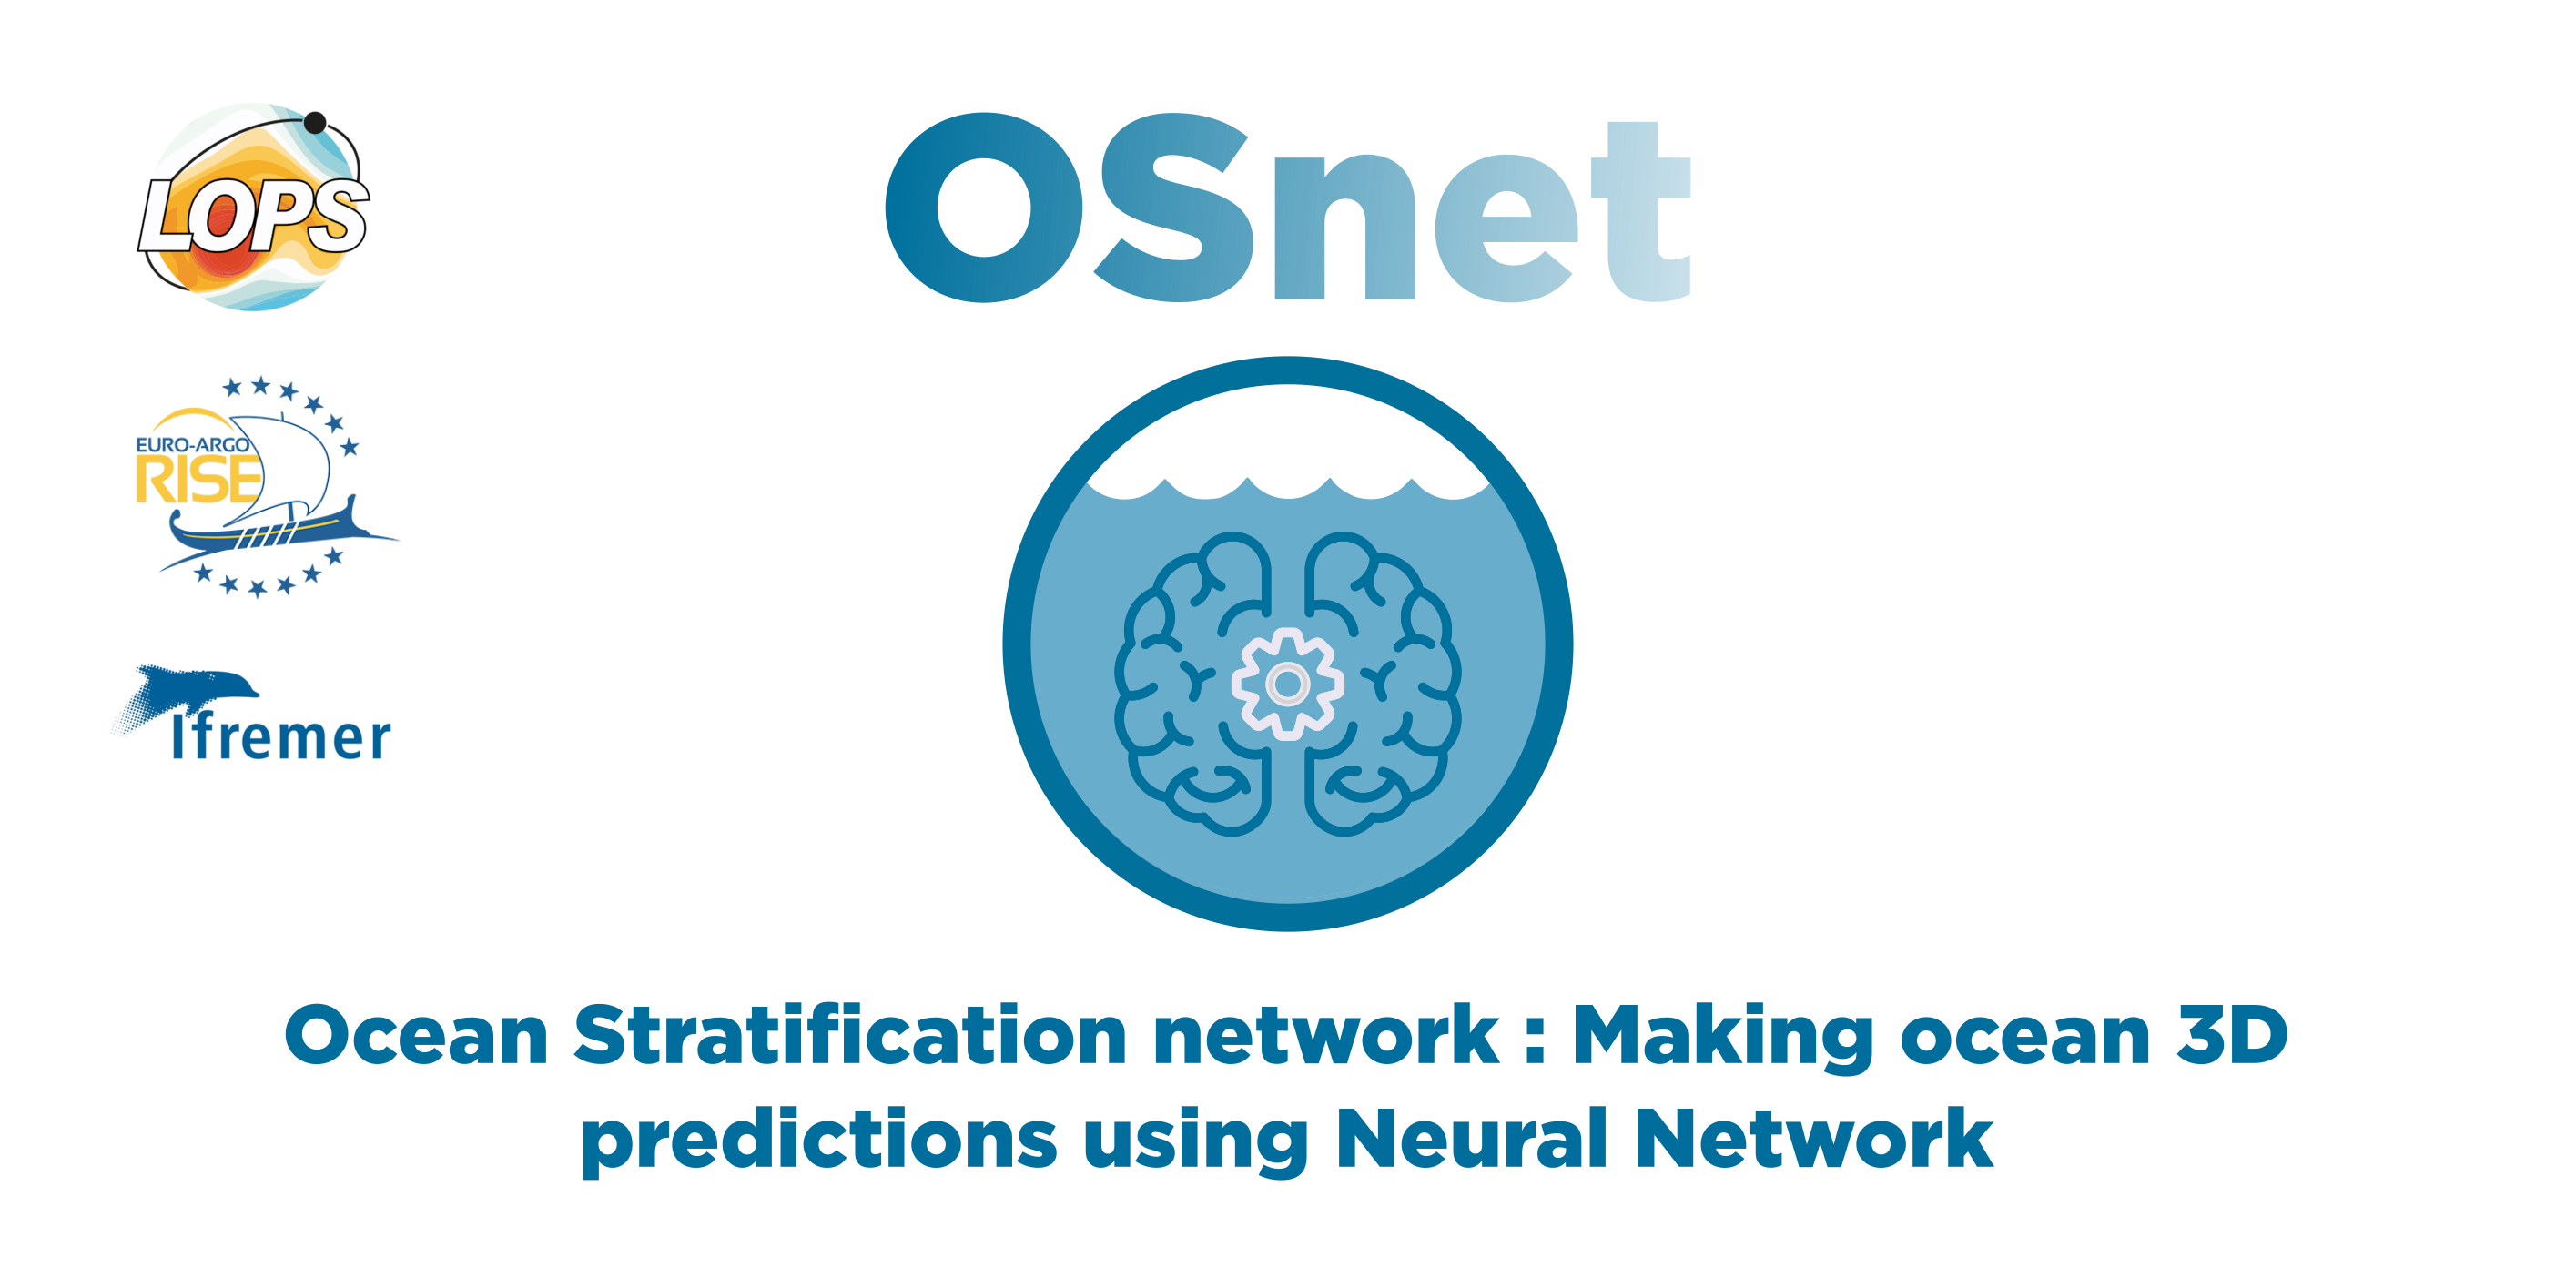 LOPS
EURO-ARGO
RISE
Ifremer
OSnet
Ocean Stratification network : Making ocean 3D
predictions using Neural Network